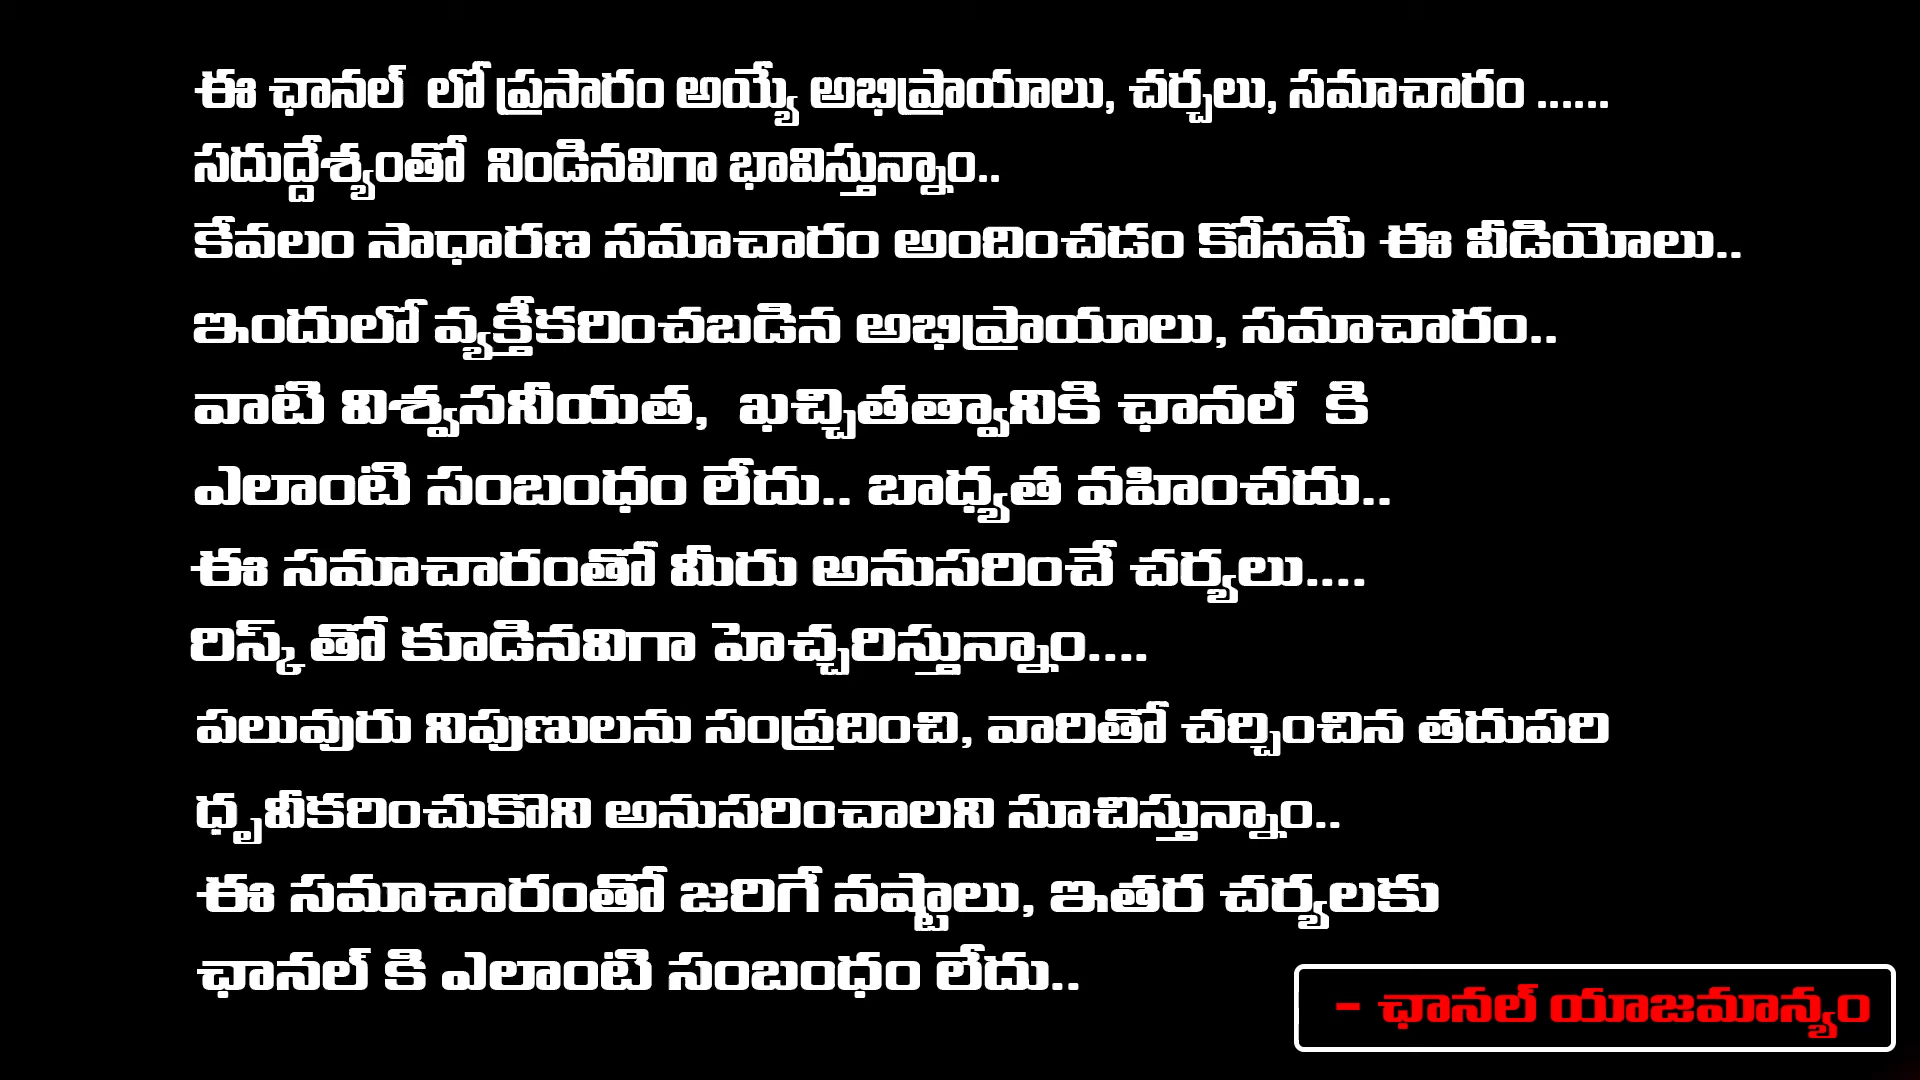 ఈ ఛానల్ లో ప్రసారం అయ్యే అభిప్రాయాలు, చర్చలు, సమాచారం ......
సదుద్దేశ్యంతో నిండినవిగా భావిస్తున్నాం..
కేవలం సాధారణ సమాచారం అందించడం కోసమే ఈ వీడియోలు..
ఇందులో వ్యక్తీకరించబడిన అభిప్రాయాలు, సమాచారం..
వాటి విశ్వసనీయత, ఖచ్చితత్వానికి ఛానల్ కి
ఎలాంటి సంబంధం లేదు.. బాధ్యత వహించదు..
ఈ సమాచారంతో మీరు అనుసరించే చర్యలు....
రిస్క్ తో కూడినవిగా హెచ్చరిస్తున్నాం....
పలువురు నిపుణులను సంప్రదించి, వారితో చర్చించిన తదుపరి
ధృవీకరించుకొని అనుసరించాలని సూచిస్తున్నాం..
ఈ సమాచారంతో జరిగే నష్టాలు, ఇతర చర్యలకు
ఛానల్ కి ఎలాంటి సంబంధం లేదు..
- ఛానల్ యాజమాన్యం